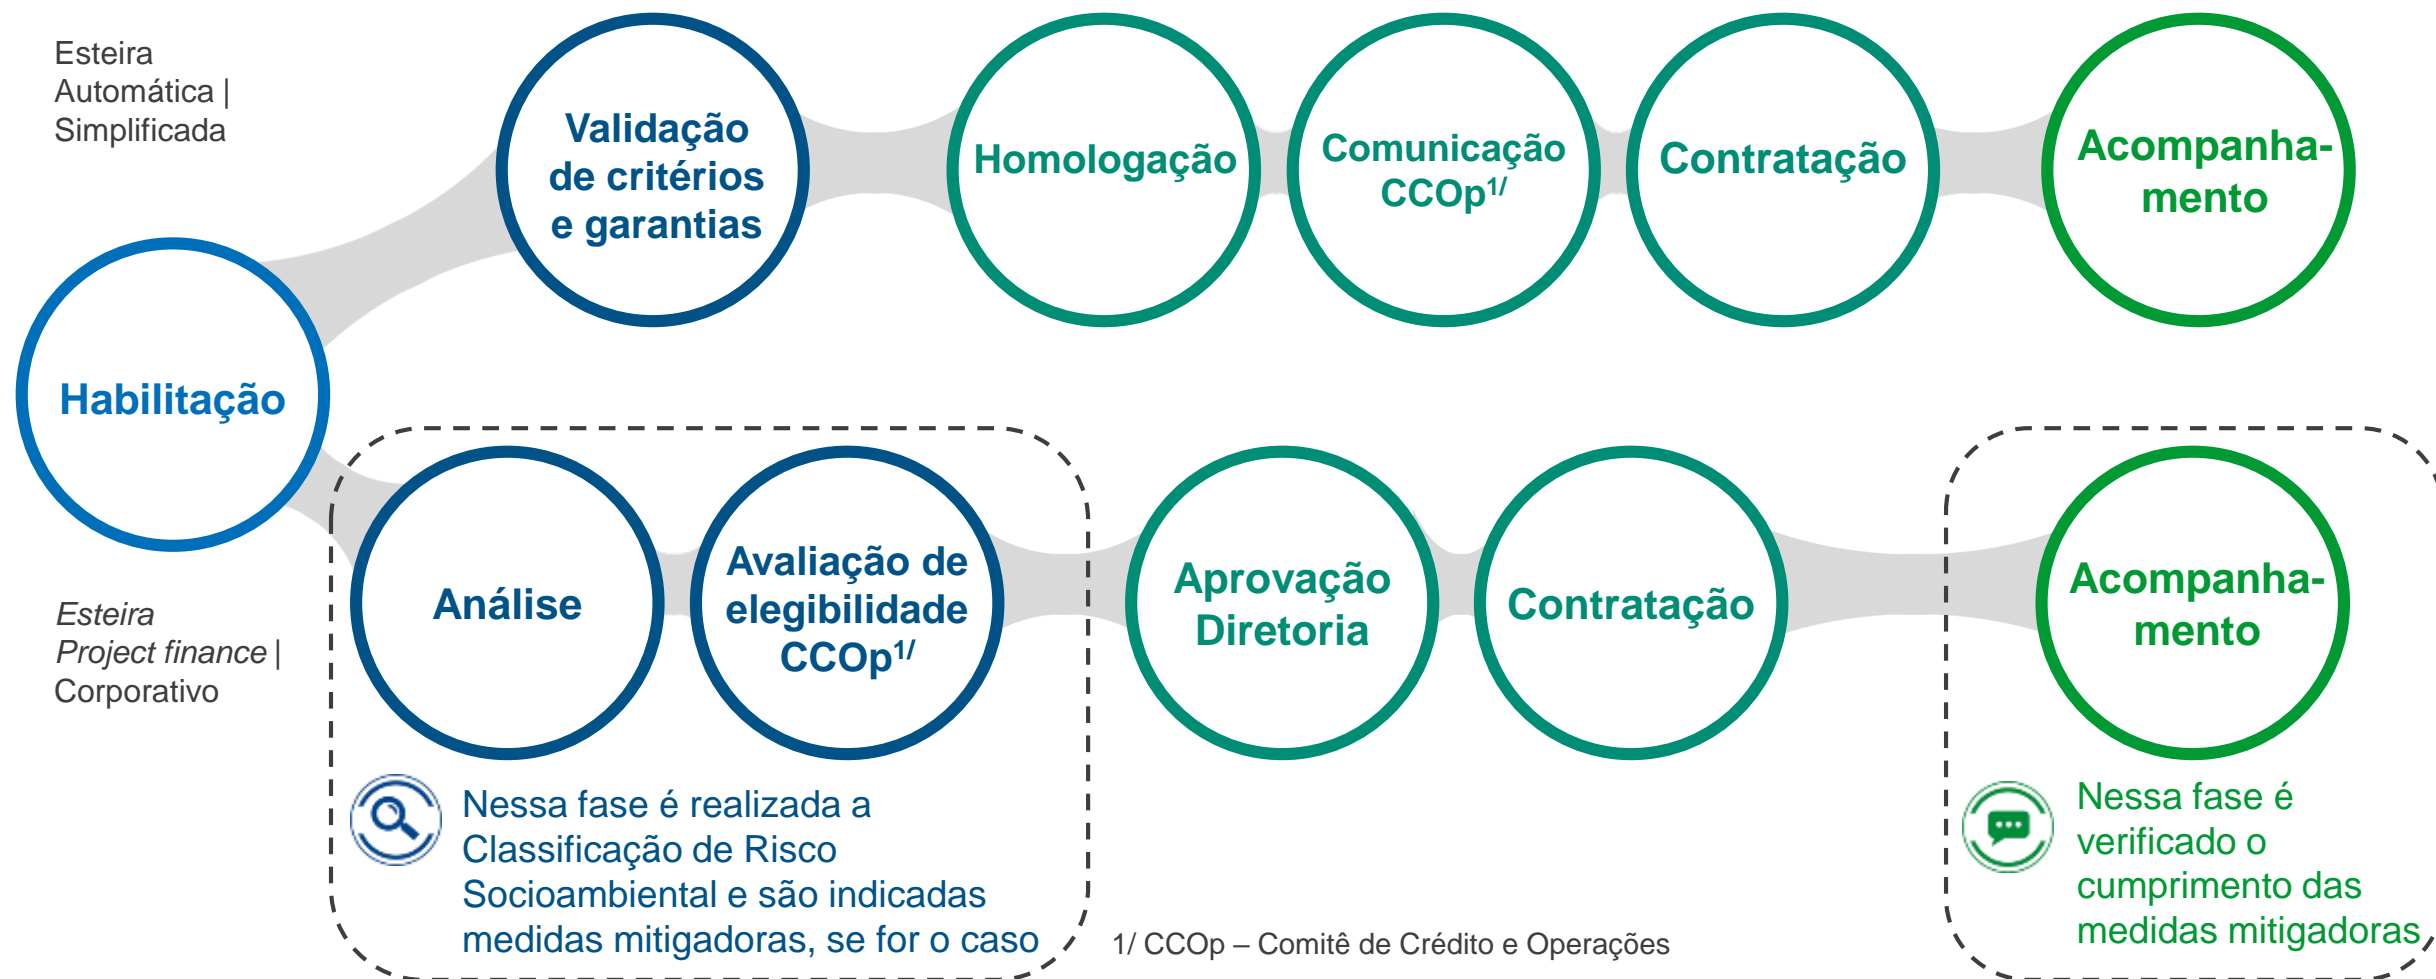 Esteira
Automática |
Simplificada
Validação
de critérios
e garantias
Homologação
Comunicação
CCOp1/
Contratação
Acompanha-
mento
Habilitação
Esteira
Project finance |
Corporativo
Análise
Avaliação de
elegibilidade
CCOp1/
Aprovação
Diretoria
Contratação
Acompanha-
mento
Nessa fase é realizada a
Classificação de Risco
Socioambiental e são indicadas
medidas mitigadoras, se for o caso
Nessa fase é
verificado o
cumprimento das
medidas mitigadoras
1/ CCOp – Comitê de Crédito e Operações